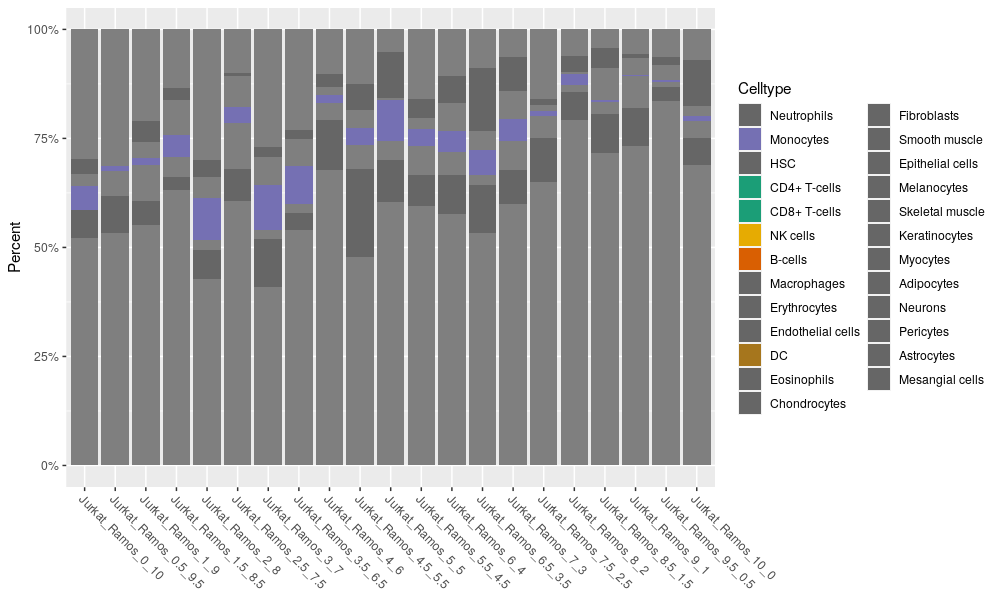 100%
75%
50%
25%
0%
Percent
Jurkat_Ramos_0_10
Jurkat_Ramos_0.5_9.5
Jurkat_Ramos_1_9
Jurkat_Ramos_1.5_8.5
Jurkat_Ramos_2_8
Jurkat_Ramos_2.5_7.5
Jurkat_Ramos_3_7
Jurkat_Ramos_3.5_6.5
Jurkat_Ramos_4_6
Jurkat_Ramos_4.5_5.5
Jurkat_Ramos_5_5
Jurkat_Ramos_5.5_4.5
Jurkat_Ramos_6_4
Jurkat_Ramos_6.5_3.5
Jurkat_Ramos_7_3
Jurkat_Ramos_7.5_2.5
Jurkat_Ramos_8_2
Jurkat_Ramos_8.5_1.5
Jurkat_Ramos_9_1
Jurkat_Ramos_9.5_0.5
Jurkat_Ramos_10_0
Celltype
Neutrophils
Monocytes
HSC
CD4+ T-cells
CD8+ T-cells
NK cells
B-cells
Macrophages
Erythrocytes
Endothelial cells
DC
Eosinophils
Chondrocytes
Fibroblasts
Smooth muscle
Epithelial cells
Melanocytes
Skeletal muscle
Keratinocytes
Myocytes
Adipocytes
Neurons
Pericytes
Astrocytes
Mesangial cells